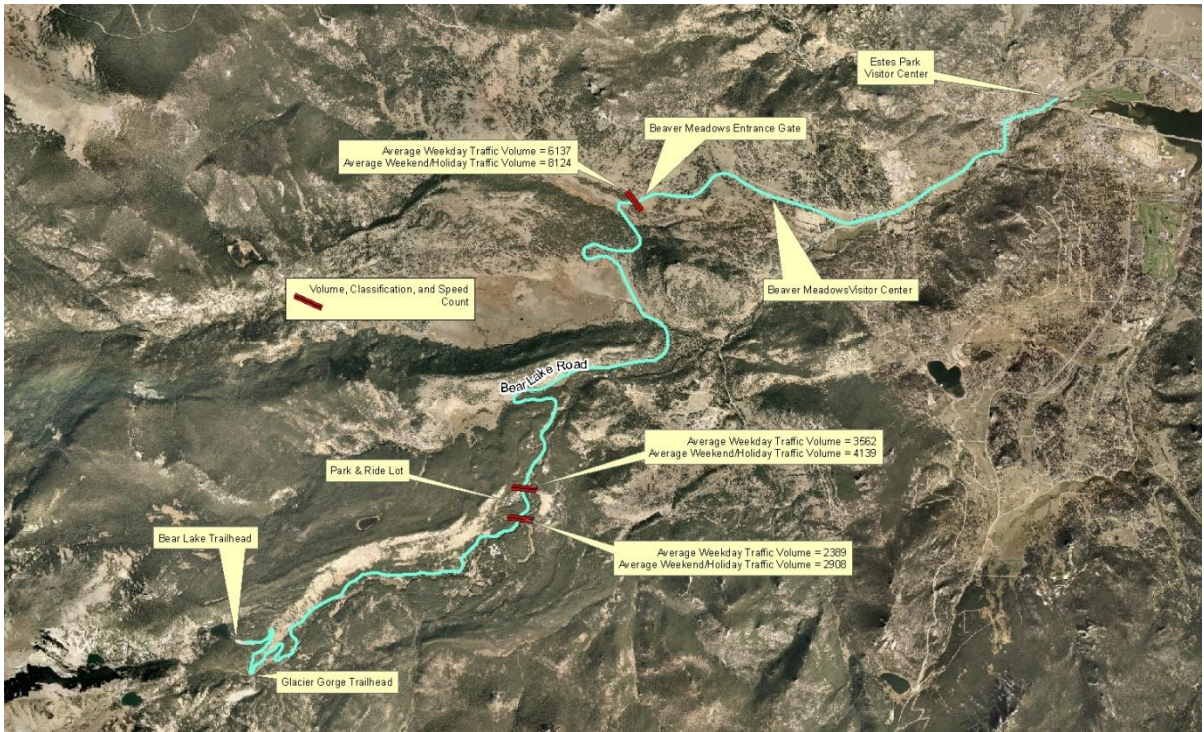 Estes Park
Visitor Center
Beaver Meadows Entrance Gate
Average Weekday Traffic Volume = 6137
Average Weekend/Holiday Traffic Volume = 8124
Beaver MeadowsVisitor Center
Volume, Classification, and Speed
Count
Bear Lake Road
Average Weekday Traffic Volume = 3562
Average Weekend/Holiday Traffic Volume = 4139
Park & Ride Lot
Bear Lake Trailhead
Average Weekday Traffic Volume = 2389
Average Weekend/Holiday Traffic Volume = 2908
Glacier Gorge Trailhead